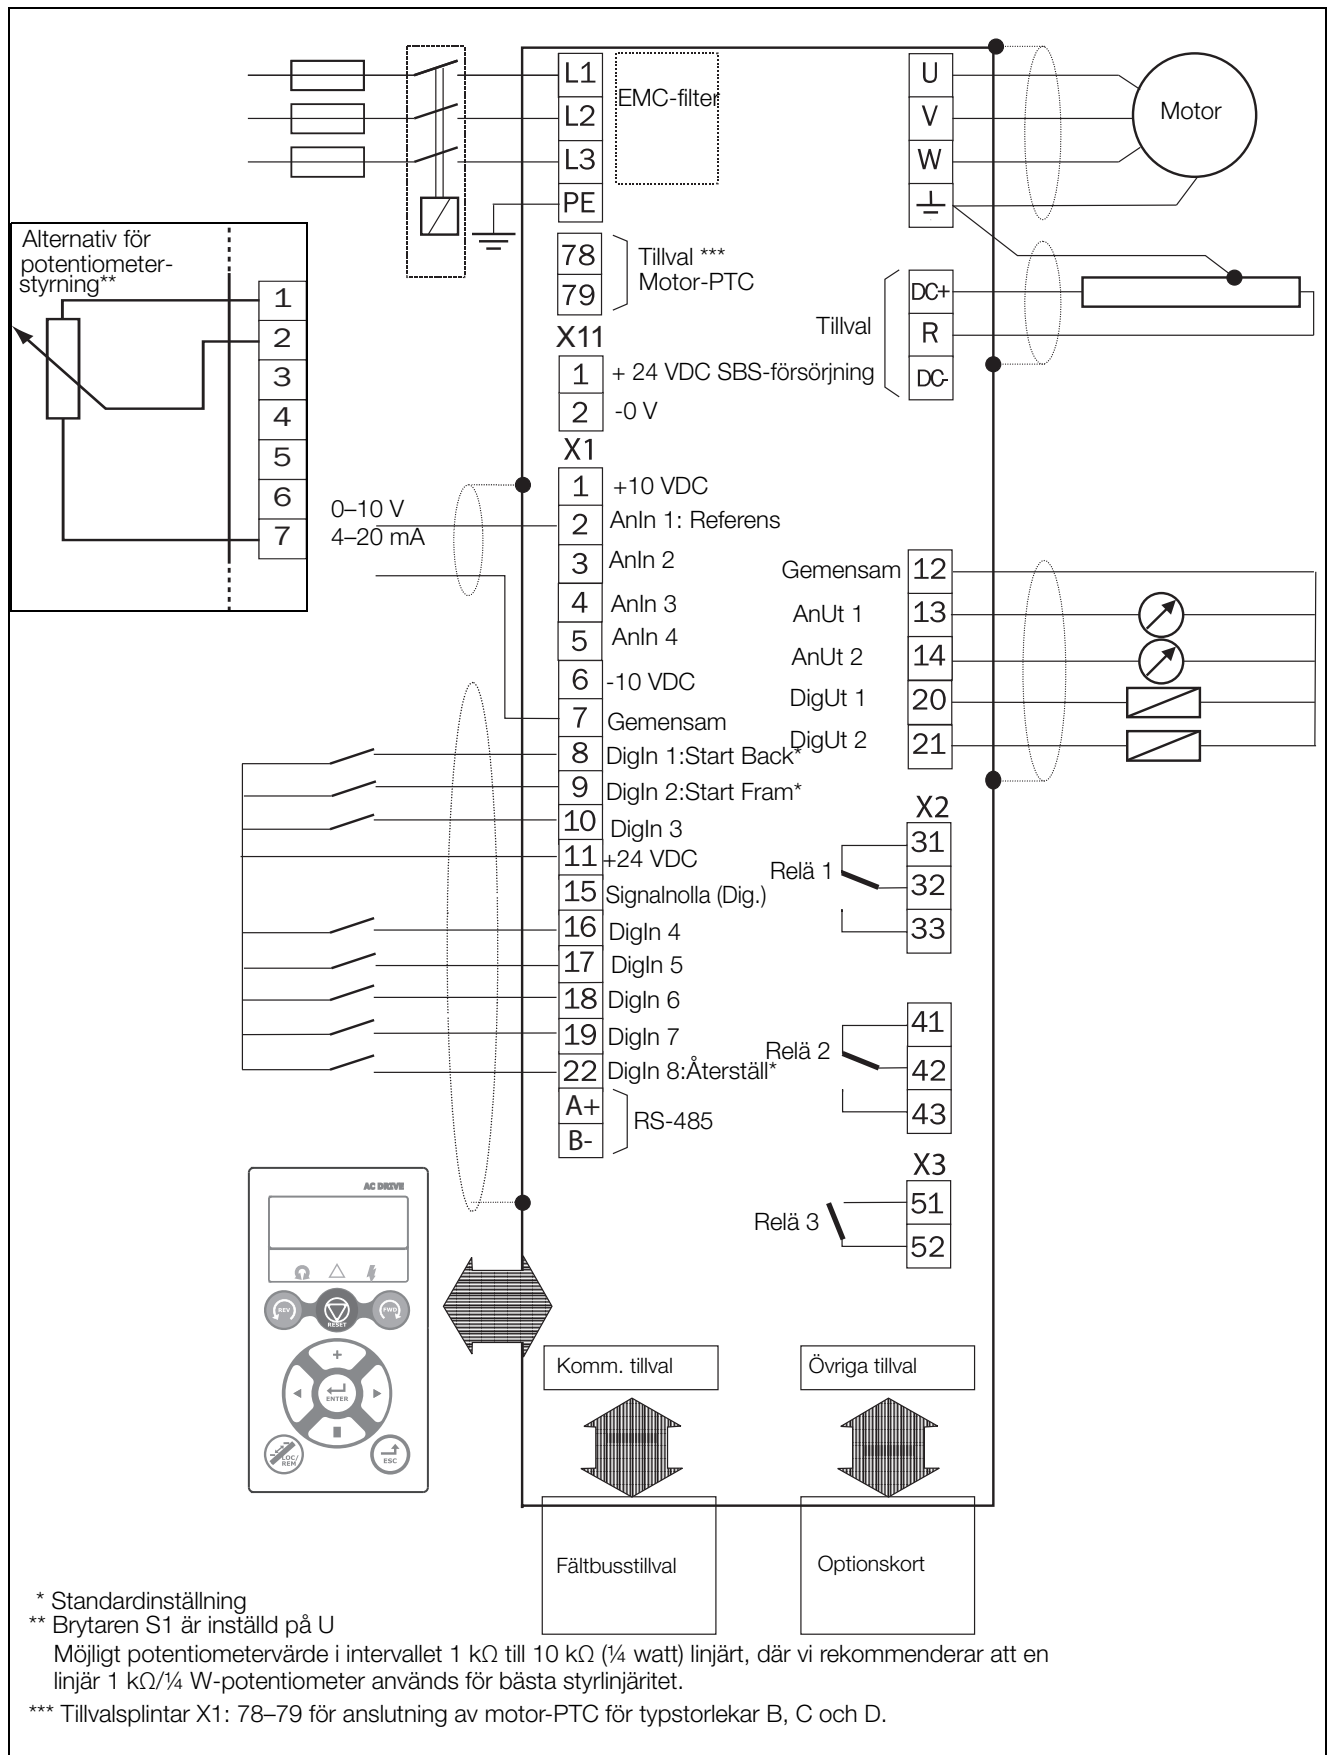 L1
L2
L3
PE
EMC-filter
U
V
W
Motor
78
79
Tillval ***
Motor-PTC
Alternativ för
potentiometer-
styrning**
1
2
3
4
5
6
7
Tillval
DC+
R
DC-
X11
1 + 24 VDC SBS-försörjning
2 -0 V
X1
0–10 V
4–20 mA
1 +10 VDC
2 AnIn 1: Referens
3 AnIn 2
4 AnIn 3
5 AnIn 4
6 -10 VDC
7 Gemensam
8 DigIn 1:Start Back*
9 DigIn 2:Start Fram*
10 DigIn 3
11 +24 VDC
15 Signalnolla (Dig.)
16 DigIn 4
17 DigIn 5
18 DigIn 6
19 DigIn 7
22 DigIn 8:Återställ*
A+
B-
RS-485
Gemensam 12
AnUt 1 13
AnUt 2 14
DigUt 1 20
DigUt 2 21
X2
Relä 1
31
32
33
Relä 2
41
42
43
X3
Relä 3
51
52
AC DRIVE
REV
RESET
FWD
+
ENTER
LOC/
REM
ESC
Komm. tillval
Övriga tillval
Fältbusstillval
Optionskort
* Standardinställning
** Brytaren S1 är inställd på U
Möjligt potentiometervärde i intervallet 1 kΩ till 10 kΩ (¼ watt) linjärt, där vi rekommenderar att en
linjär 1 kΩ/¼ W-potentiometer används för bästa styrlinjäritet.
*** Tillvalsplintar X1: 78–79 för anslutning av motor-PTC för typstorlekar B, C och D.